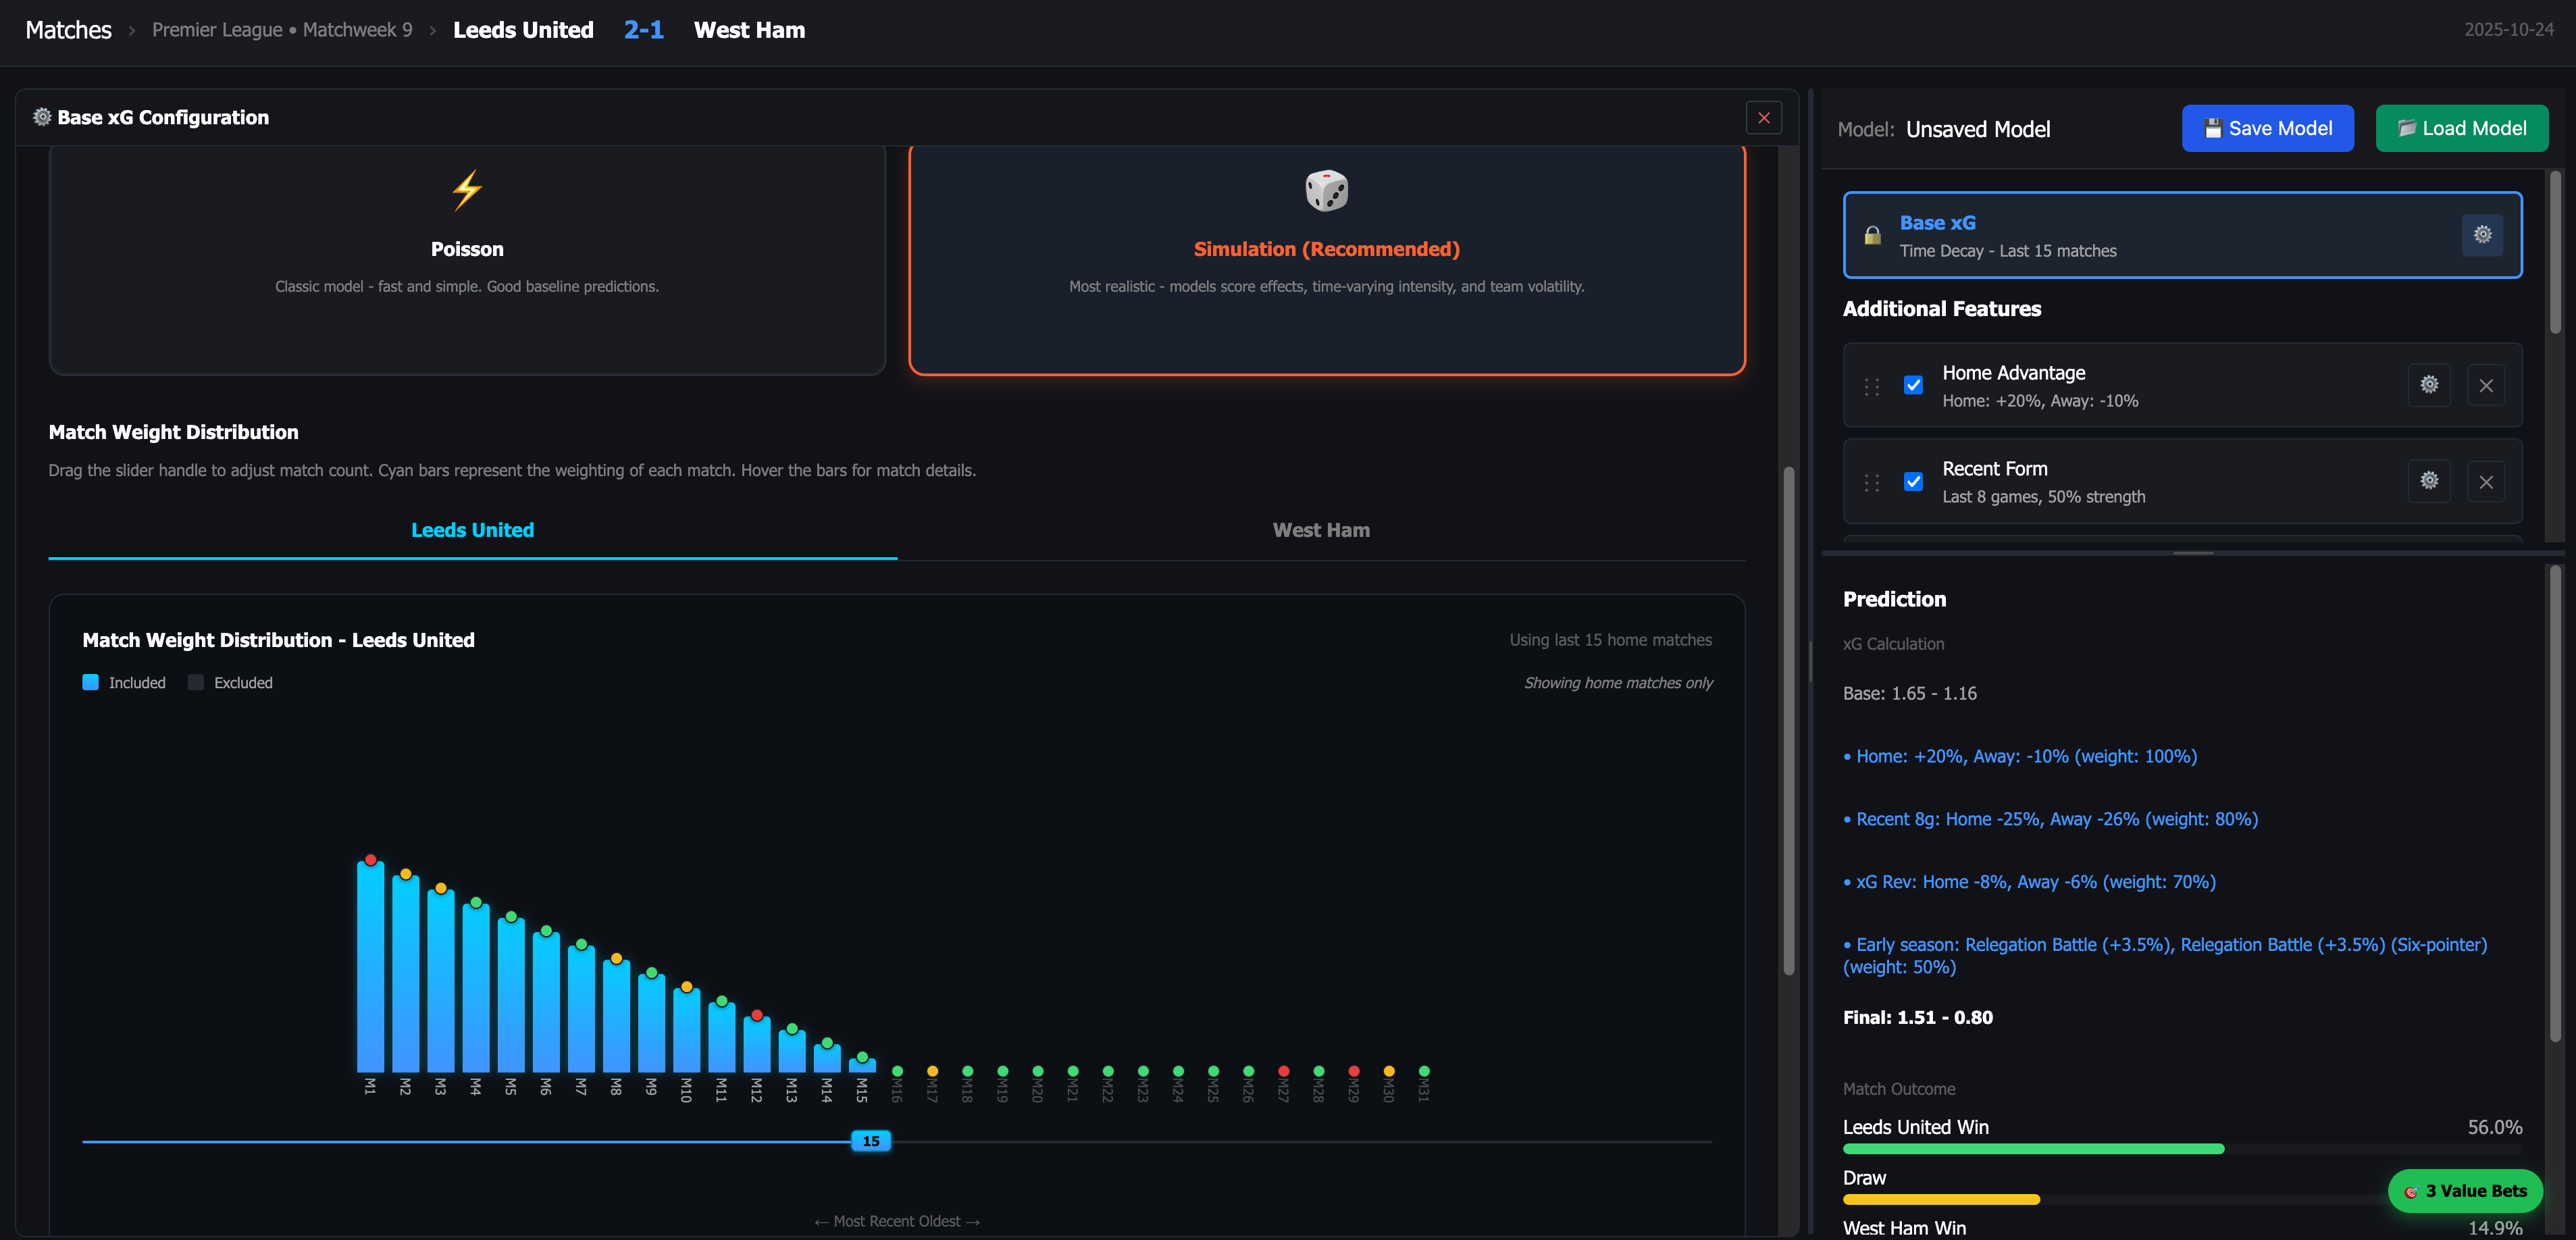 Matches › Premier League • Matchweek 9 › Leeds United 2-1 West Ham
2025-10-24
Base xG Configuration
Poisson
Classic model - fast and simple. Good baseline predictions.
Simulation (Recommended)
Most realistic - models score effects, time-varying intensity, and team volatility.
Match Weight Distribution
Drag the slider handle to adjust match count. Cyan bars represent the weighting of each match. Hover the bars for match details.
Leeds United
West Ham
Match Weight Distribution - Leeds United
Using last 15 home matches
Included
Excluded
Showing home matches only
M1
M2
M3
M4
M5
M6
M7
M8
M9
M10
M11
M12
M13
M14
M15
M16
M17
M18
M19
M20
M21
M22
M23
M24
M25
M26
M27
M28
M29
M30
M31
15
← Most Recent Oldest →
Model: Unsaved Model
Save Model
Load Model
Base xG
Time Decay - Last 15 matches
Additional Features
Home Advantage
Home: +20%, Away: -10%
Recent Form
Last 8 games, 50% strength
Prediction
xG Calculation
Base: 1.65 - 1.16
• Home: +20%, Away: -10% (weight: 100%)
• Recent 8g: Home -25%, Away -26% (weight: 80%)
• xG Rev: Home -8%, Away -6% (weight: 70%)
• Early season: Relegation Battle (+3.5%), Relegation Battle (+3.5%) (Six-pointer)
(weight: 50%)
Final: 1.51 - 0.80
Match Outcome
Leeds United Win
56.0%
Draw
3 Value Bets
West Ham Win
14.9%